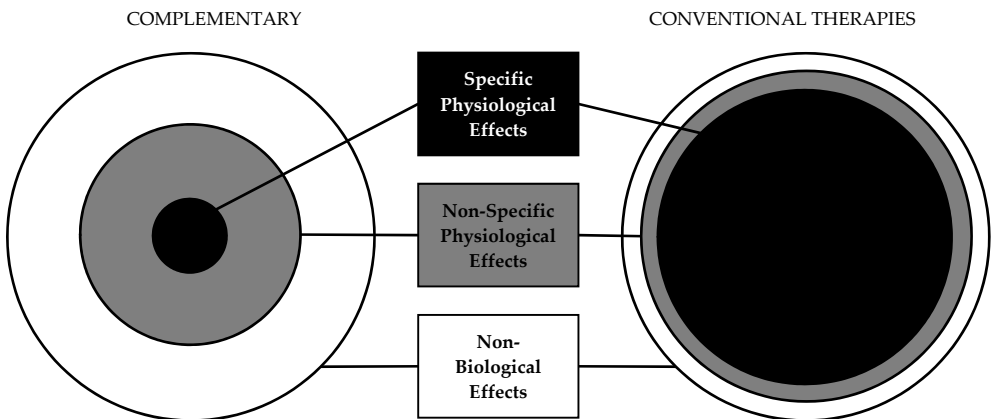 COMPLEMENTARY
CONVENTIONAL THERAPIES
Specific
Physiological
Effects
Non-Specific
Physiological
Effects
Non-
Biological
Effects